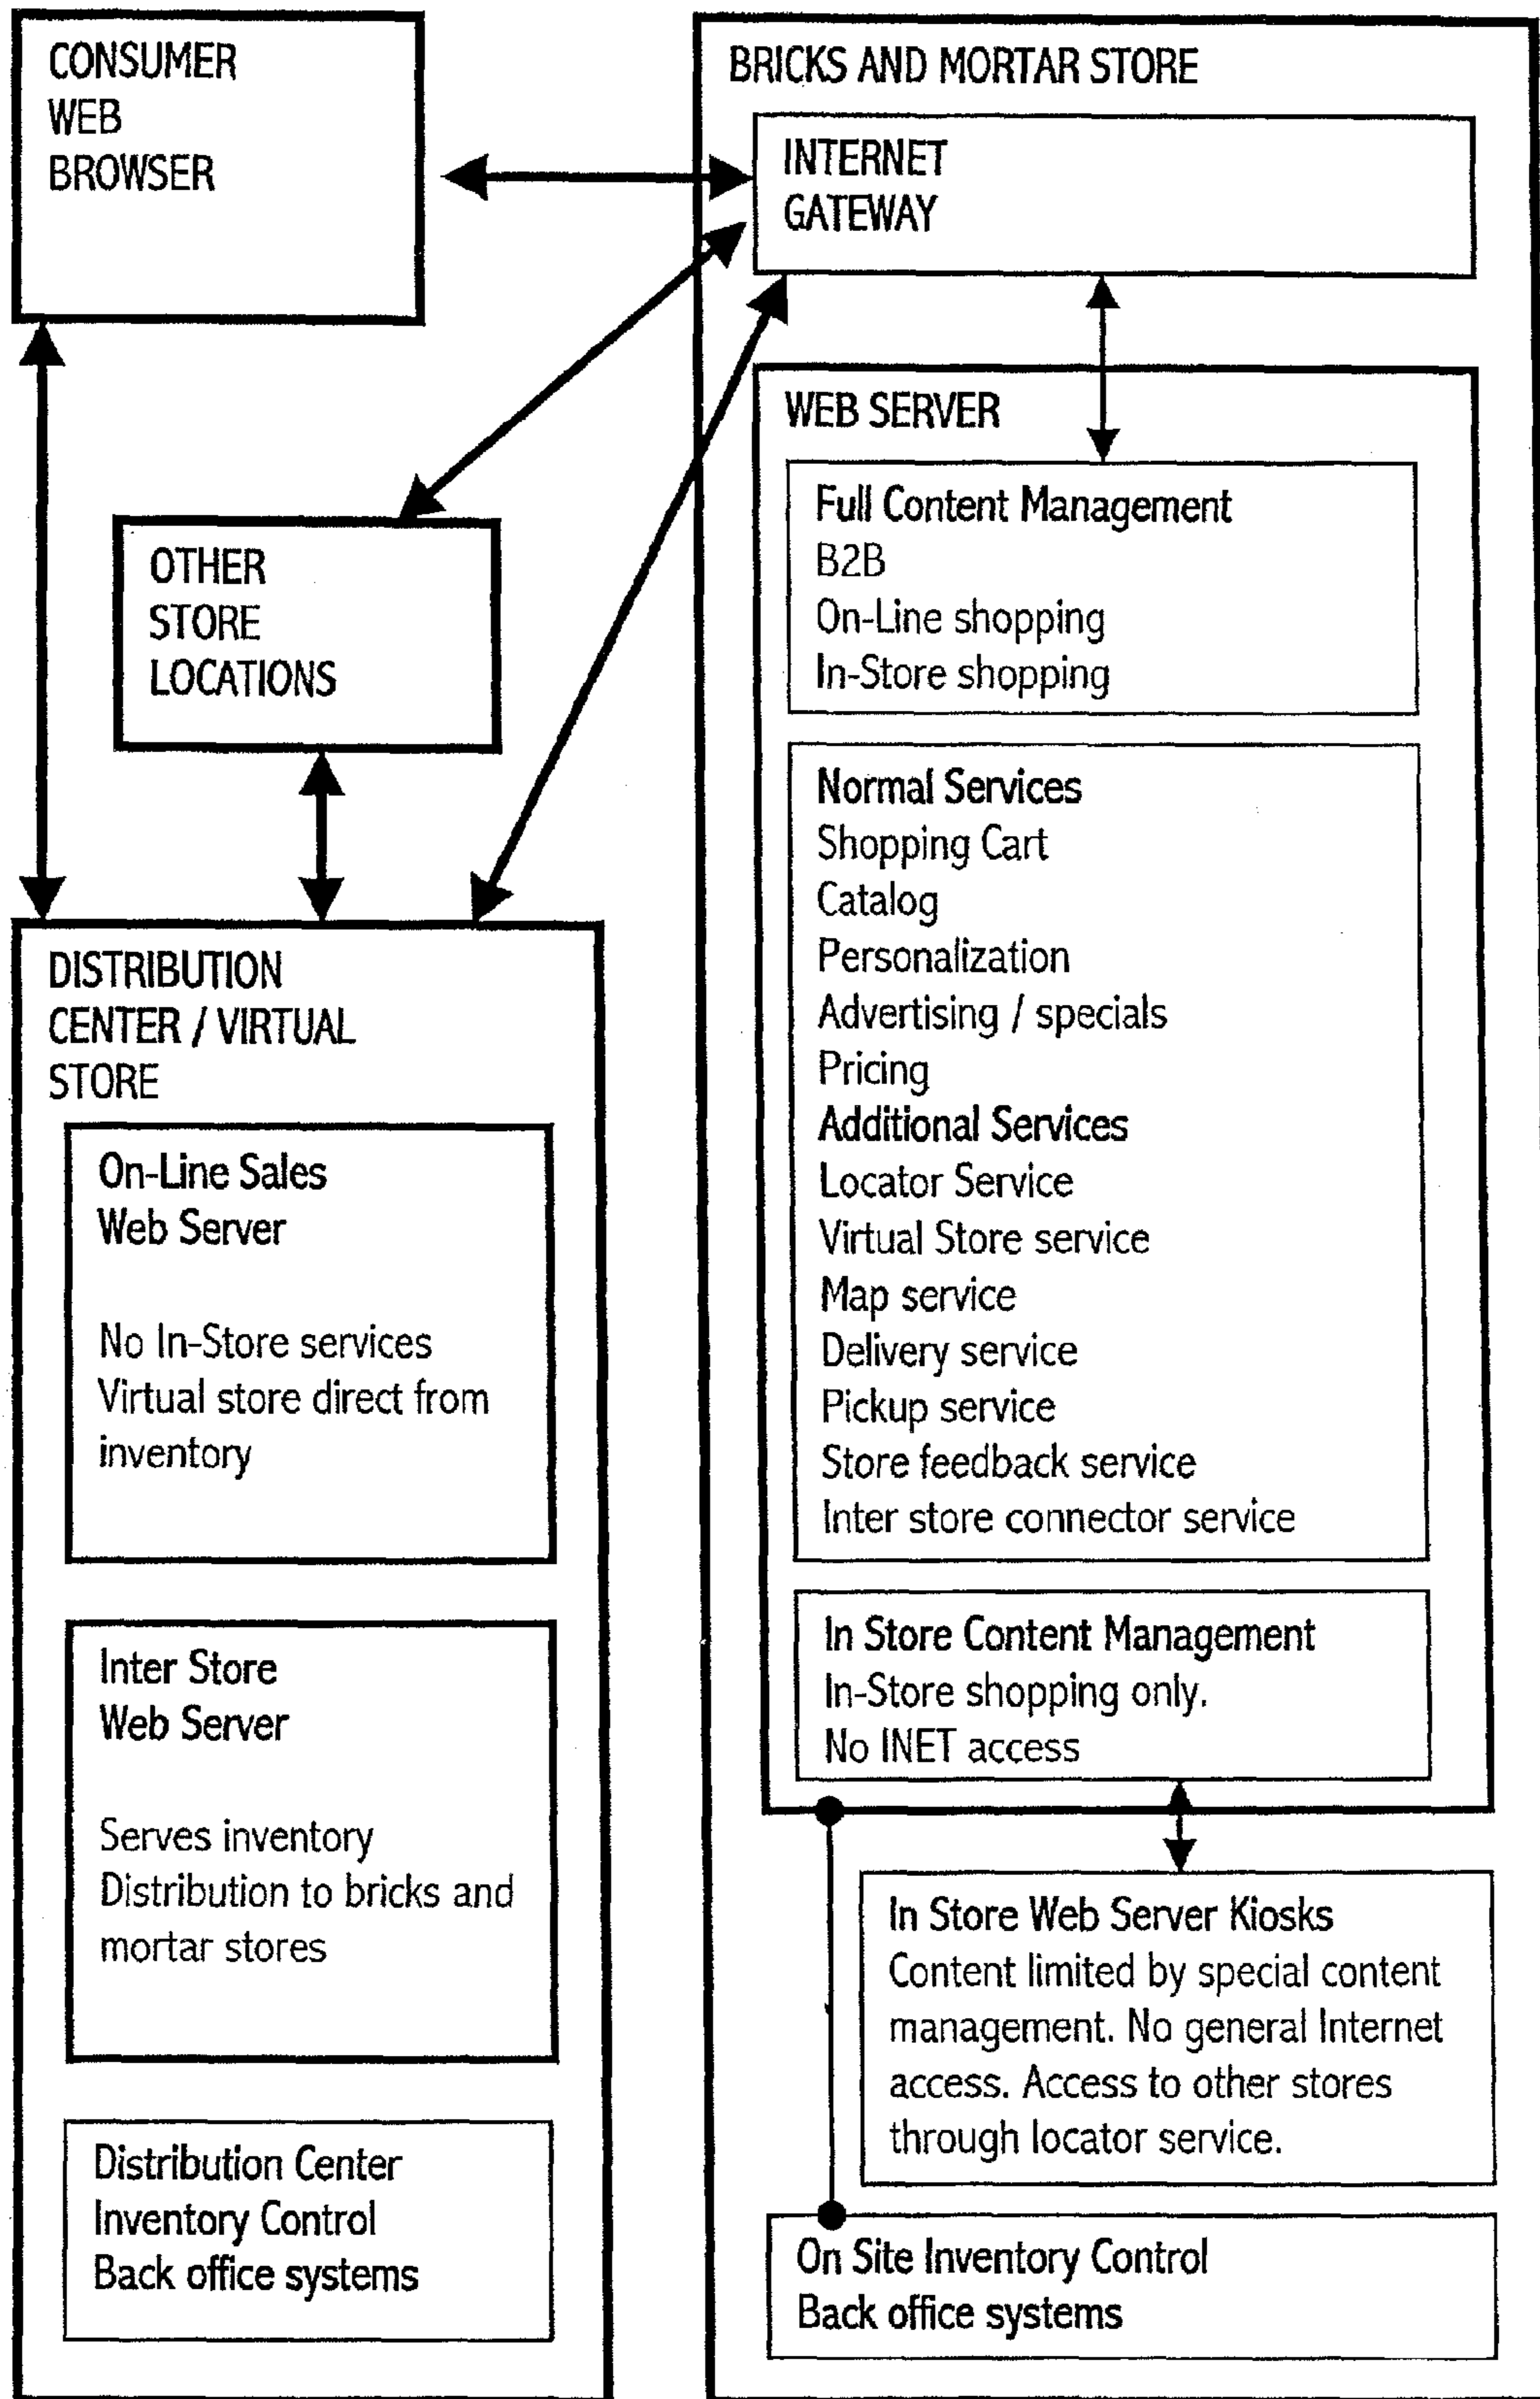 CONSUMER
WEB
BROWSER
BRICKS AND MORTAR STORE
INTERNET
GATEWAY
WEB SERVER
Full Content Management
B2B
On-Line shopping
In-Store shopping
OTHER
STORE
LOCATIONS
Normal Services
Shopping Cart
Catalog
Personalization
Advertising / specials
Pricing
Additional Services
Locator Service
Virtual Store service
Map service
Delivery service
Pickup service
Store feedback service
Inter store connector service
DISTRIBUTION
CENTER / VIRTUAL
STORE
On-Line Sales
Web Server
No In-Store services
Virtual store direct from
inventory
Inter Store
Web Server
Serves inventory
Distribution to bricks and
mortar stores
Distribution Center
Inventory Control
Back office systems
In Store Content Management
In-Store shopping only.
No INET access
In Store Web Server Kiosks
Content limited by special content
management. No general Internet
access. Access to other stores
through locator service.
On Site Inventory Control
Back office systems